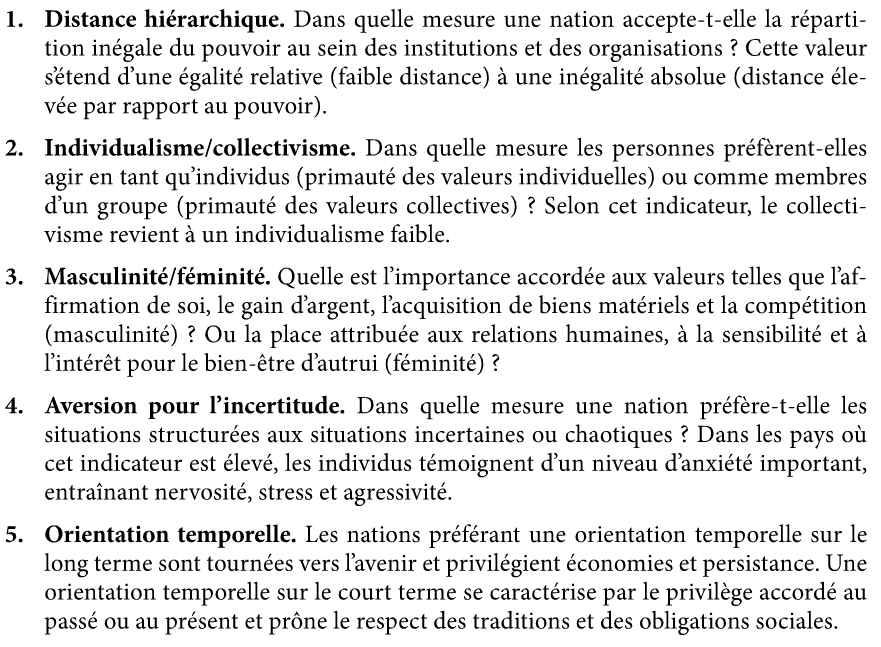 1. Distance hiérarchique. Dans quelle mesure une nation accepte-t-elle la réparti-
tion inégale du pouvoir au sein des institutions et des organisations ? Cette valeur
s'étend d'une égalité relative (faible distance) à une inégalité absolue (distance éle-
vée par rapport au pouvoir).
2. Individualisme/collectivisme. Dans quelle mesure les personnes préfèrent-elles
agir en tant qu'individus (primauté des valeurs individuelles) ou comme membres
d'un groupe (primauté des valeurs collectives) ? Selon cet indicateur, le collecti-
visme revient à un individualisme faible.
3. Masculinité/féminité. Quelle est l'importance accordée aux valeurs telles que l'af-
firmation de soi, le gain d'argent, l'acquisition de biens matériels et la compétition
(masculinité) ? Ou la place attribuée aux relations humaines, à la sensibilité et à
l'intérêt pour le bien-être d'autrui (féminité) ?
4. Aversion pour l'incertitude. Dans quelle mesure une nation préfère-t-elle les
situations structurées aux situations incertaines ou chaotiques ? Dans les pays où
cet indicateur est élevé, les individus témoignent d'un niveau d'anxiété important,
entraînant nervosité, stress et agressivité.
5. Orientation temporelle. Les nations préférant une orientation temporelle sur le
long terme sont tournées vers l'avenir et privilégient économies et persistance. Une
orientation temporelle sur le court terme se caractérise par le privilège accordé au
passé ou au présent et prône le respect des traditions et des obligations sociales.